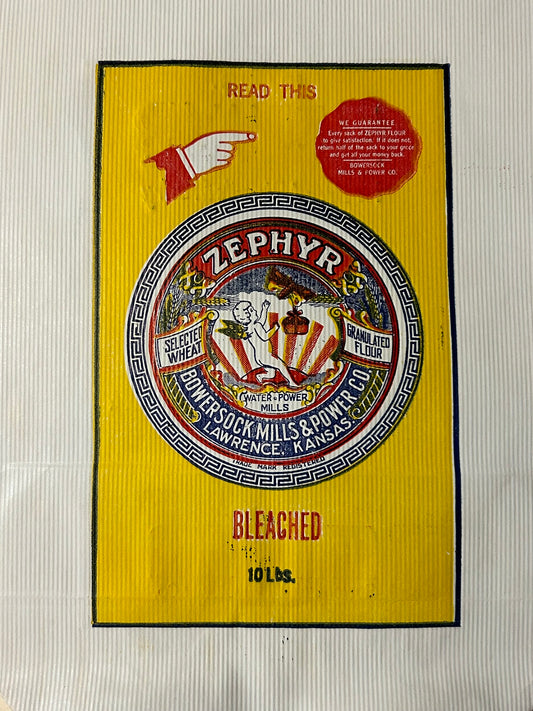 READ THIS
WE GUARANTEE
Every sack of ZEPHYR FLOUR
to give satisfaction. If it does not,
return half of the sack to your grocer
and get all your money back.
BOWERSOCK
MILLS & POWER CO.
ZEPHYR
SELECTED
WHEAT
GRANULATED
FLOUR
WATER-POWER
MILLS
BOWERSOCK MILLS & POWER CO.
LAWRENCE, KANSAS.
TRADE MARK REGISTERED
BLEACHED
10 Lbs.